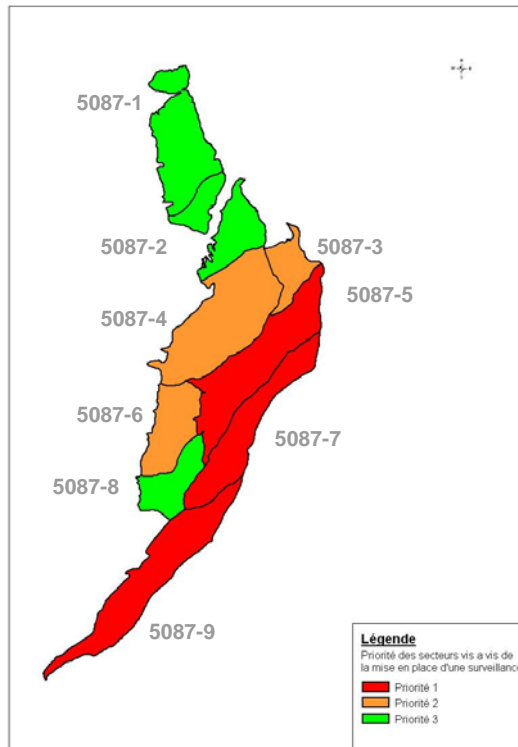 5087-1
5087-2
5087-3
5087-5
5087-4
5087-6
5087-7
5087-8
5087-9
Légende
Priorité des secteurs vis a vis de
la mise en place d'une surveillance
Priorité 1
Priorité 2
Priorité 3